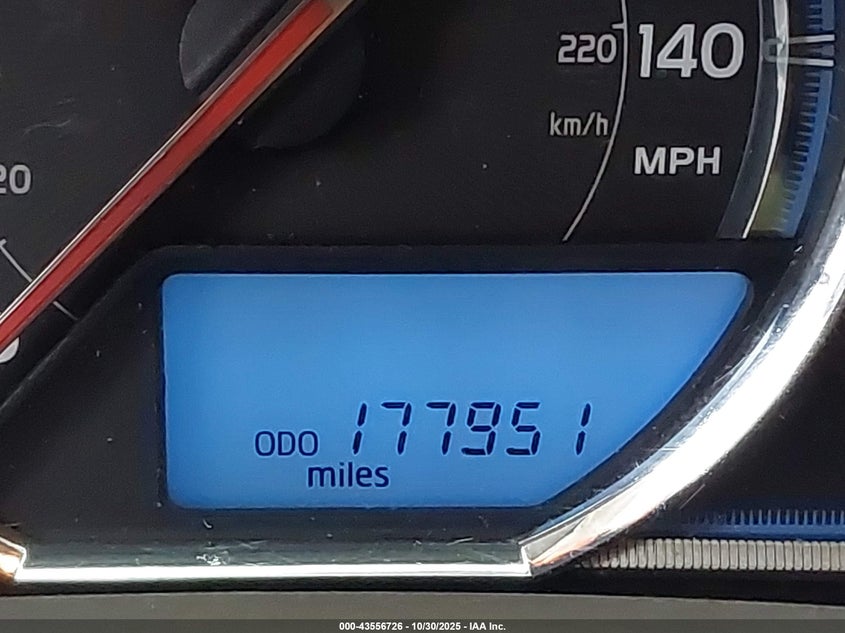 220 140
km/h
MPH
20
ODO 177951
miles
000-43556726 - 10/30/2025 - IAA Inc.